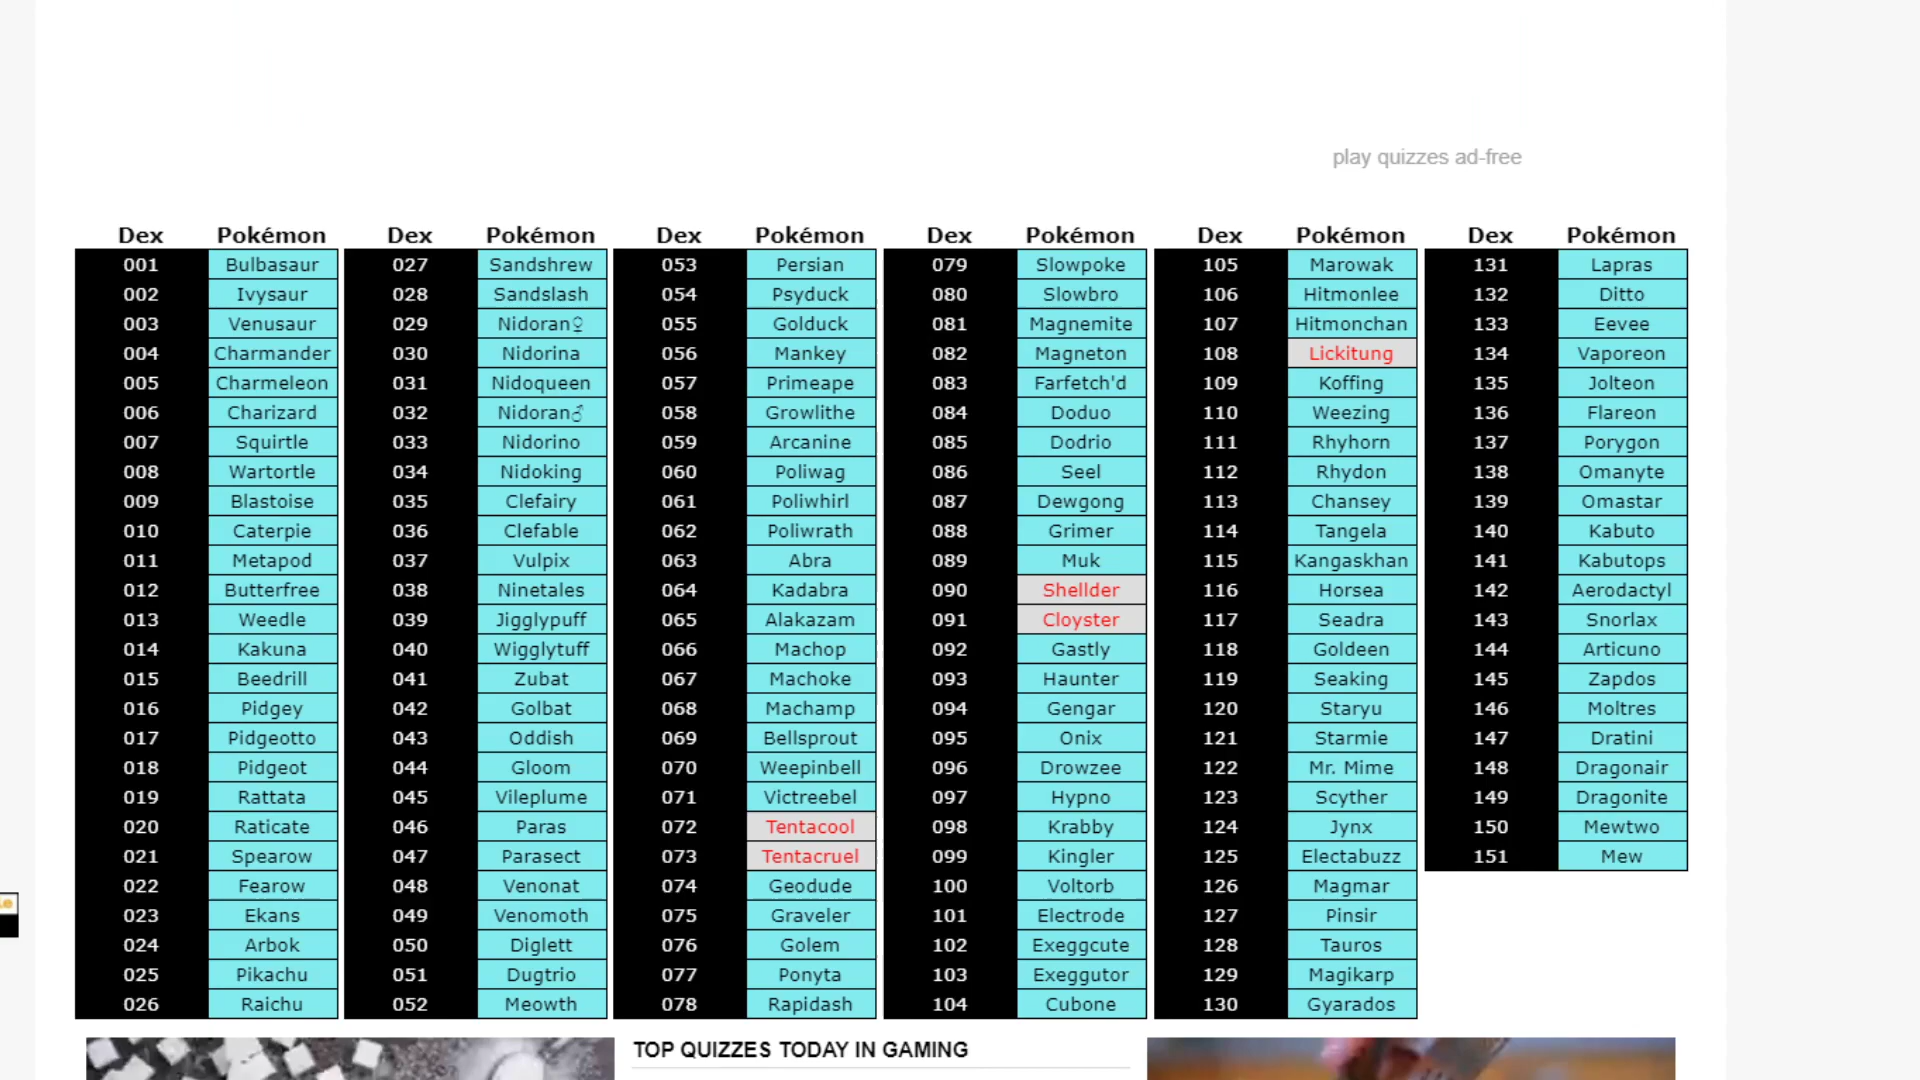 play quizzes ad-free
Dex Pokémon Dex Pokémon Dex Pokémon Dex Pokémon Dex Pokémon Dex Pokémon
001 Bulbasaur 027 Sandshrew 053 Persian 079 Slowpoke 105 Marowak 131 Lapras
002 Ivysaur 028 Sandslash 054 Psyduck 080 Slowbro 106 Hitmonlee 132 Ditto
003 Venusaur 029 Nidoran♀ 055 Golduck 081 Magnemite 107 Hitmonchan 133 Eevee
004 Charmander 030 Nidorina 056 Mankey 082 Magneton 108 Lickitung 134 Vaporeon
005 Charmeleon 031 Nidoqueen 057 Primeape 083 Farfetch'd 109 Koffing 135 Jolteon
006 Charizard 032 Nidoran♂ 058 Growlithe 084 Doduo 110 Weezing 136 Flareon
007 Squirtle 033 Nidorino 059 Arcanine 085 Dodrio 111 Rhyhorn 137 Porygon
008 Wartortle 034 Nidoking 060 Poliwag 086 Seel 112 Rhydon 138 Omanyte
009 Blastoise 035 Clefairy 061 Poliwhirl 087 Dewgong 113 Chansey 139 Omastar
010 Caterpie 036 Clefable 062 Poliwrath 088 Grimer 114 Tangela 140 Kabuto
011 Metapod 037 Vulpix 063 Abra 089 Muk 115 Kangaskhan 141 Kabutops
012 Butterfree 038 Ninetales 064 Kadabra 090 Shellder 116 Horsea 142 Aerodactyl
013 Weedle 039 Jigglypuff 065 Alakazam 091 Cloyster 117 Seadra 143 Snorlax
014 Kakuna 040 Wigglytuff 066 Machop 092 Gastly 118 Goldeen 144 Articuno
015 Beedrill 041 Zubat 067 Machoke 093 Haunter 119 Seaking 145 Zapdos
016 Pidgey 042 Golbat 068 Machamp 094 Gengar 120 Staryu 146 Moltres
017 Pidgeotto 043 Oddish 069 Bellsprout 095 Onix 121 Starmie 147 Dratini
018 Pidgeot 044 Gloom 070 Weepinbell 096 Drowzee 122 Mr. Mime 148 Dragonair
019 Rattata 045 Vileplume 071 Victreebel 097 Hypno 123 Scyther 149 Dragonite
020 Raticate 046 Paras 072 Tentacool 098 Krabby 124 Jynx 150 Mewtwo
021 Spearow 047 Parasect 073 Tentacruel 099 Kingler 125 Electabuzz 151 Mew
022 Fearow 048 Venonat 074 Geodude 100 Voltorb 126 Magmar
023 Ekans 049 Venomoth 075 Graveler 101 Electrode 127 Pinsir
024 Arbok 050 Diglett 076 Golem 102 Exeggcute 128 Tauros
025 Pikachu 051 Dugtrio 077 Ponyta 103 Exeggutor 129 Magikarp
026 Raichu 052 Meowth 078 Rapidash 104 Cubone 130 Gyarados
TOP QUIZZES TODAY IN GAMING